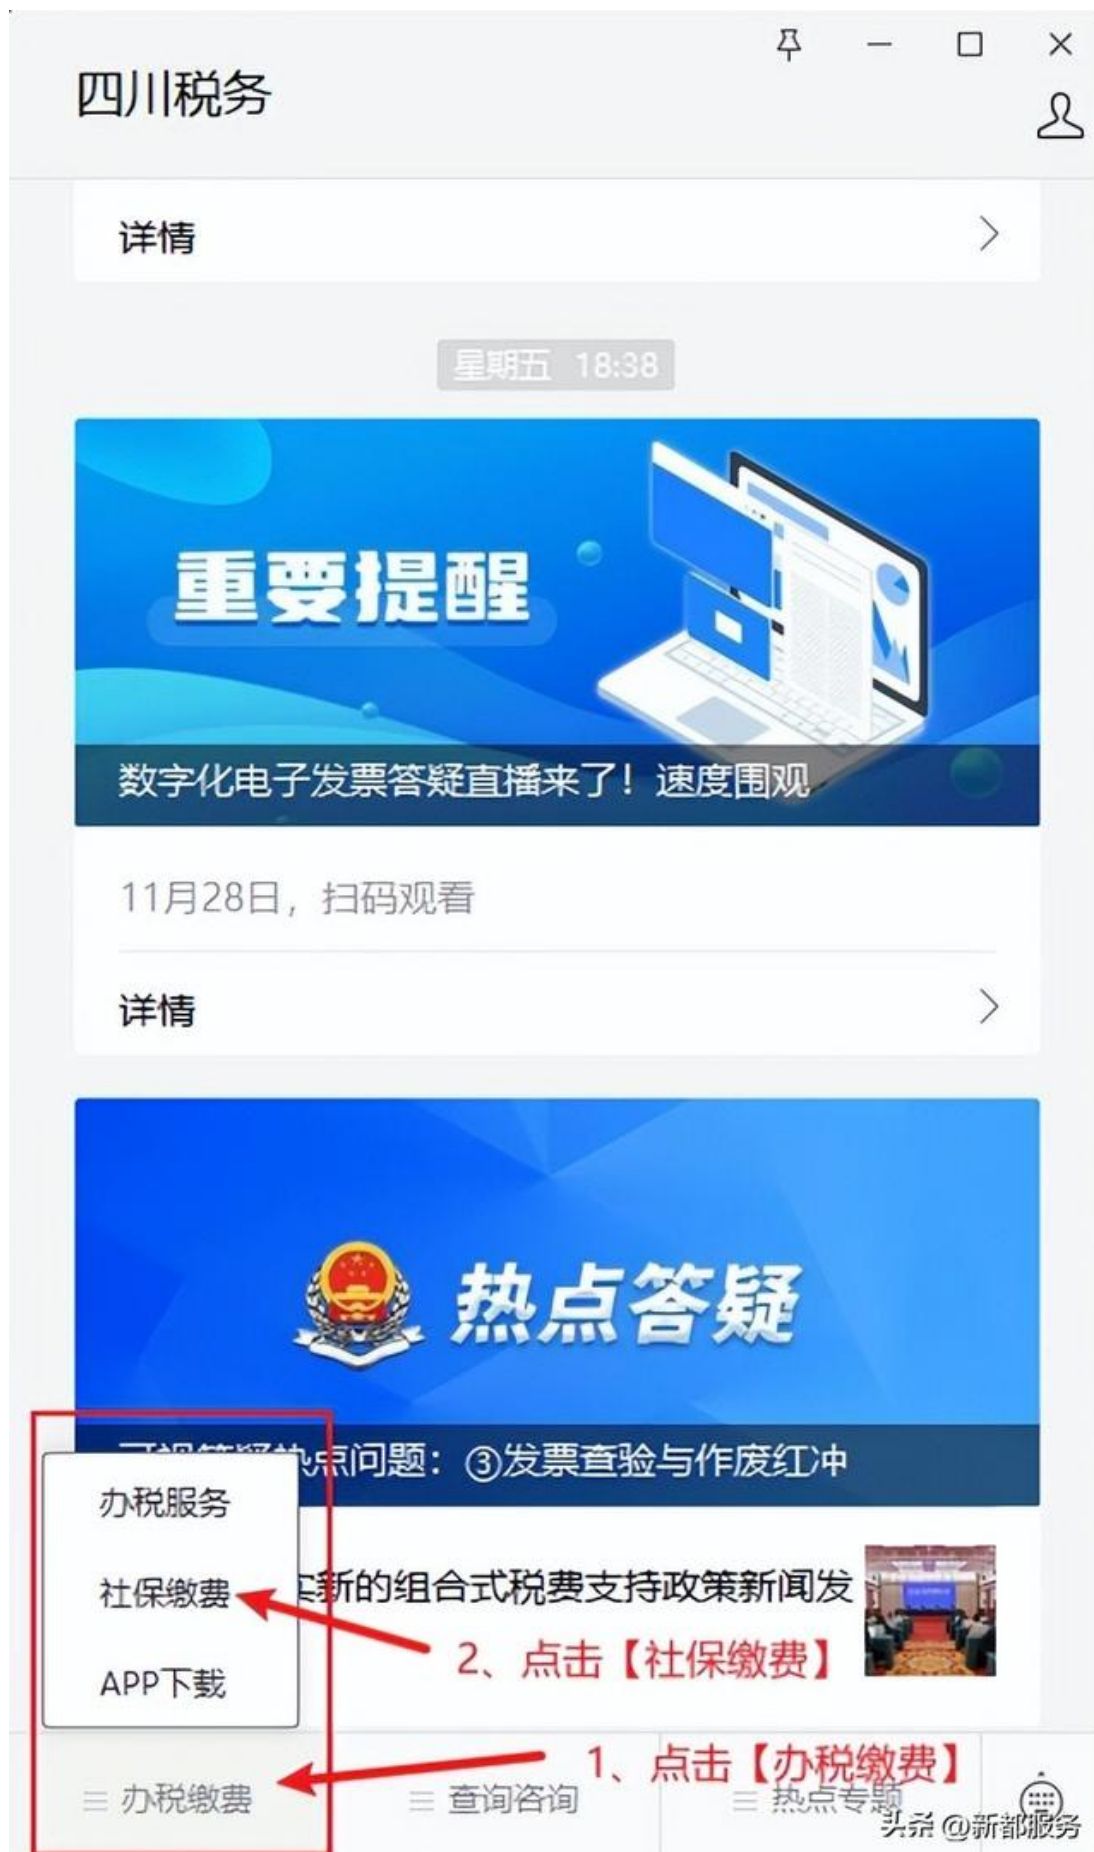 四川税务
详情
星期五 18:38
重要提醒
数字化电子发票答疑直播来了！速度围观
11月28日，扫码观看
详情
热点答疑
热点问题：③发票查验与作废红冲
办税服务
社保缴费
实新的组合式税费支持政策新闻发
2、点击【社保缴费】
APP下载
1、点击【办税缴费】
办税缴费
查询咨询
热点专题
头条 @新都服务